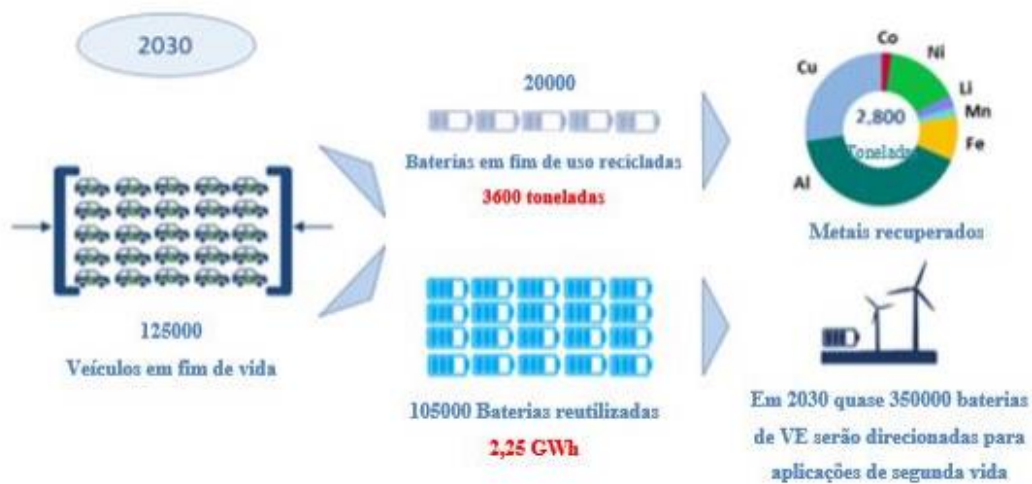 2030
125000
Veículos em fim de vida
20000
Baterias em fim de uso recicladas
3600 toneladas
105000 Baterias reutilizadas
2,25 GWh
Co
Ni
Li
Mn
Fe
Al
Cu
2,800
Toneladas
Metais recuperados
Em 2030 quase 350000 baterias
de VE serão direcionadas para
aplicações de segunda vida